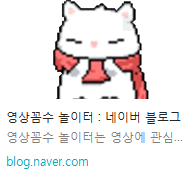 영상꼼수 놀이터 : 네이버 블로그
영상꼼수 놀이터는 영상에 관심...
blog.naver.com